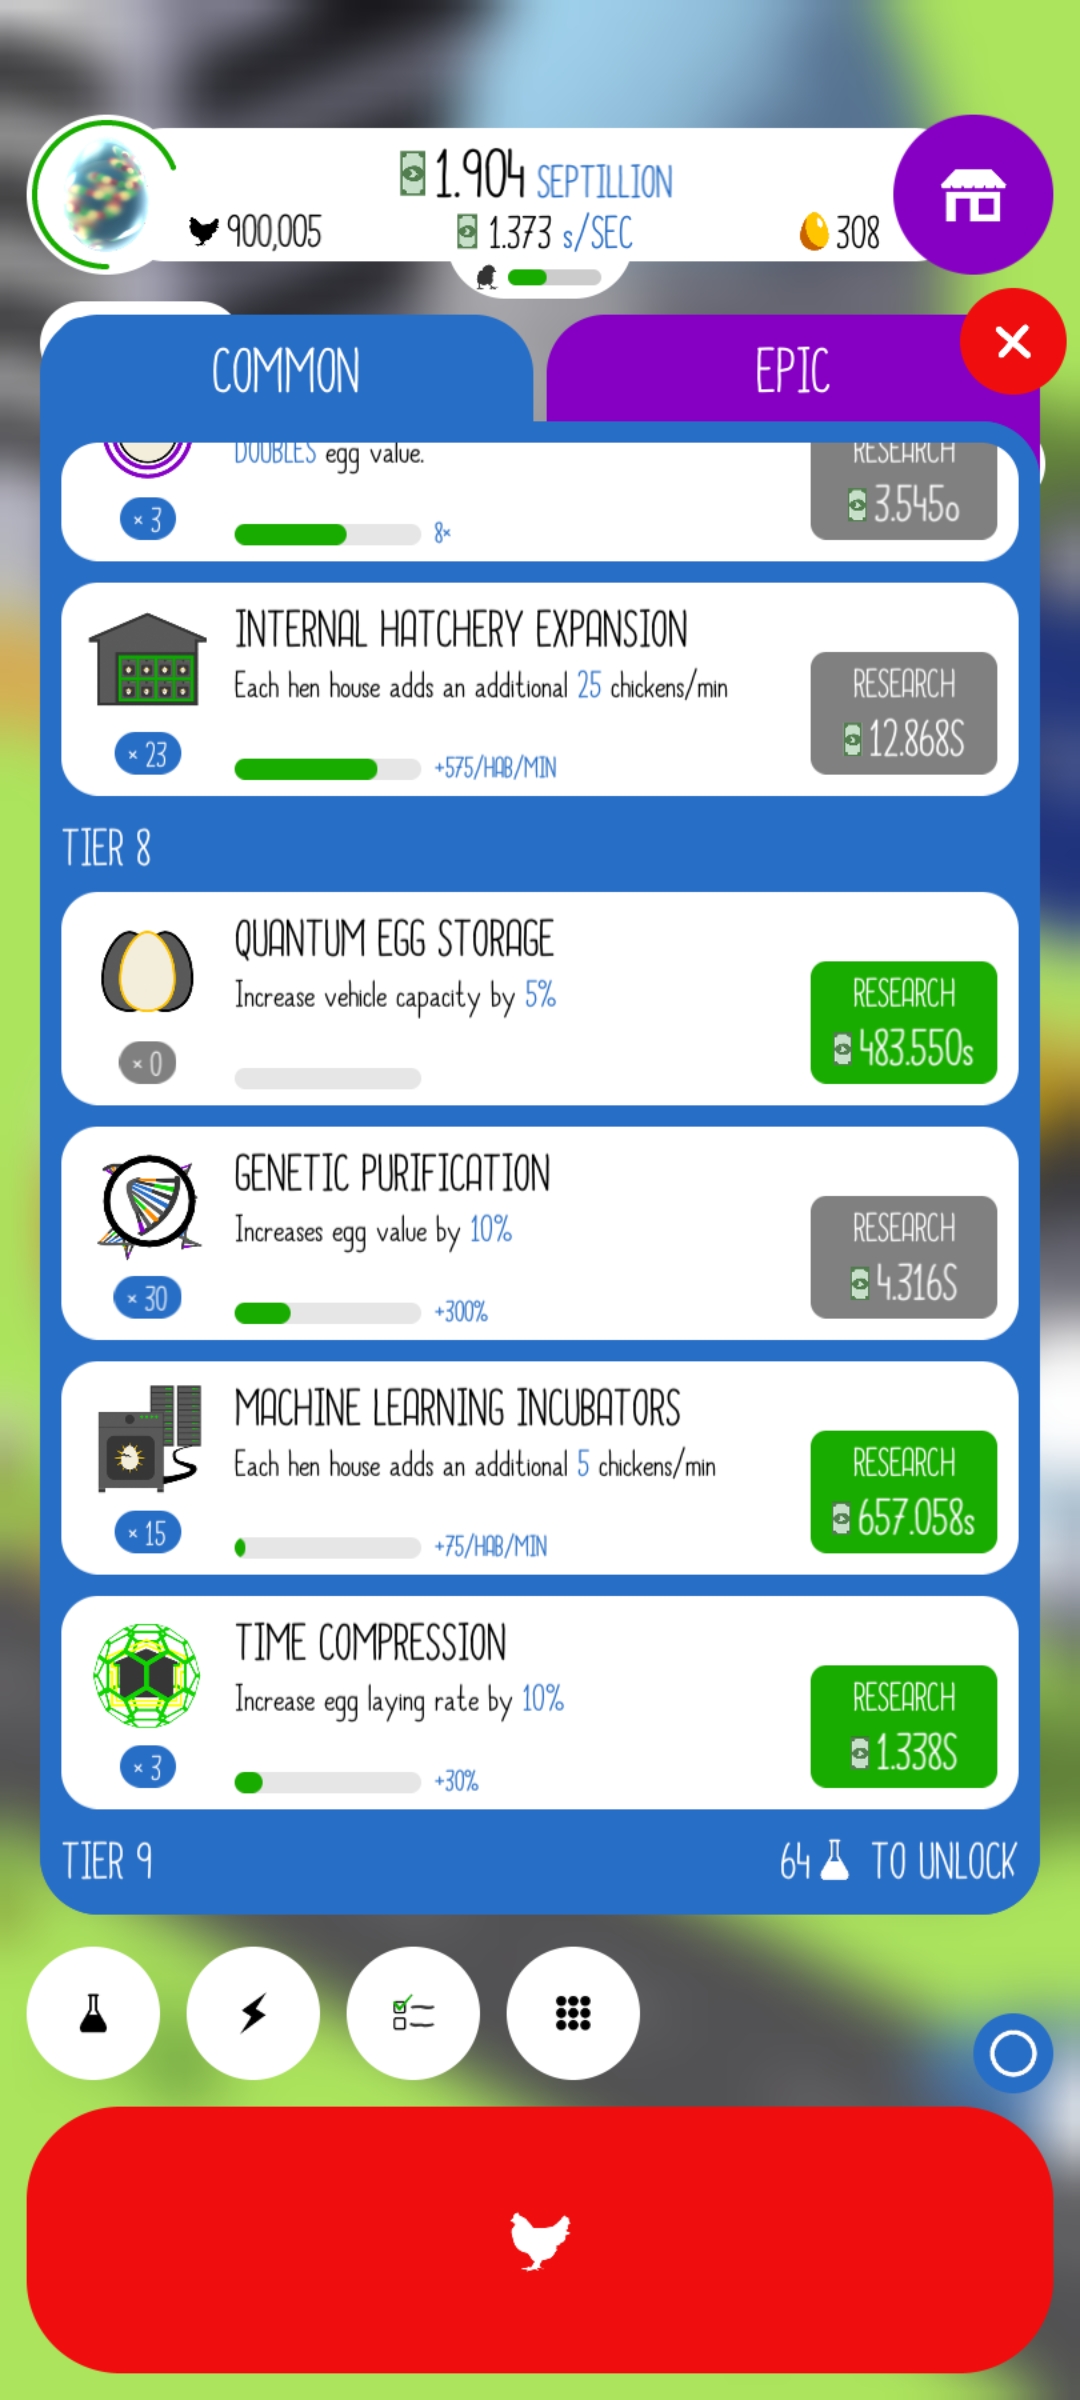 1.904 SEPTILLION
900,005
1.373 s/SEC
308
COMMON
EPIC
DOUBLES egg value.
RESEARCH
3.545o
× 3
8×
INTERNAL HATCHERY EXPANSION
Each hen house adds an additional 25 chickens/min
RESEARCH
12.868S
× 23
+575/HAB/MIN
TIER 8
QUANTUM EGG STORAGE
Increase vehicle capacity by 5%
RESEARCH
483.550s
× 0
GENETIC PURIFICATION
Increases egg value by 10%
RESEARCH
4.316S
× 30
+300%
MACHINE LEARNING INCUBATORS
Each hen house adds an additional 5 chickens/min
RESEARCH
657.058s
× 15
+75/HAB/MIN
TIME COMPRESSION
Increase egg laying rate by 10%
RESEARCH
1.338S
× 3
+30%
TIER 9
64 TO UNLOCK